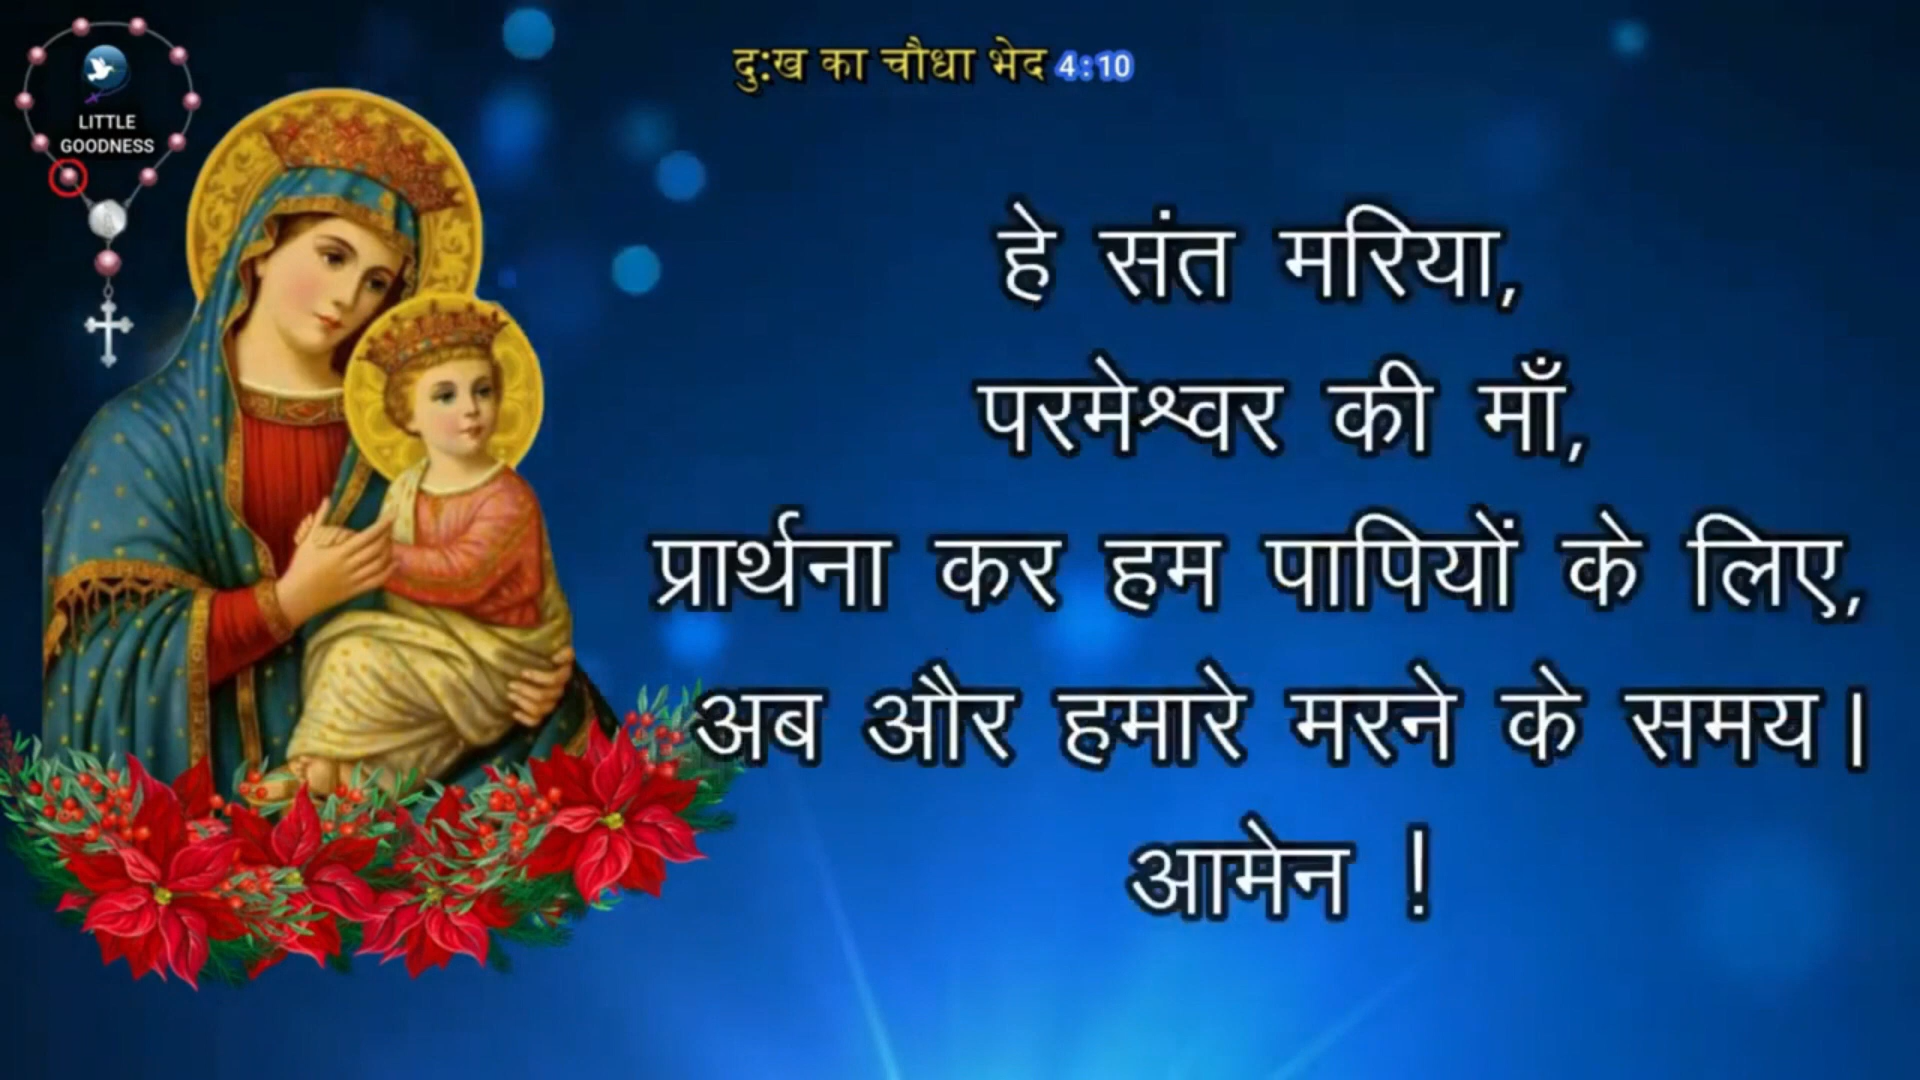 LITTLE
GOODNESS
दु:ख का चौधा भेद 4:10
हे संत मरिया,
परमेश्वर की माँ,
प्रार्थना कर हम पापियों के लिए,
अब और हमारे मरने के समय।
आमेन !